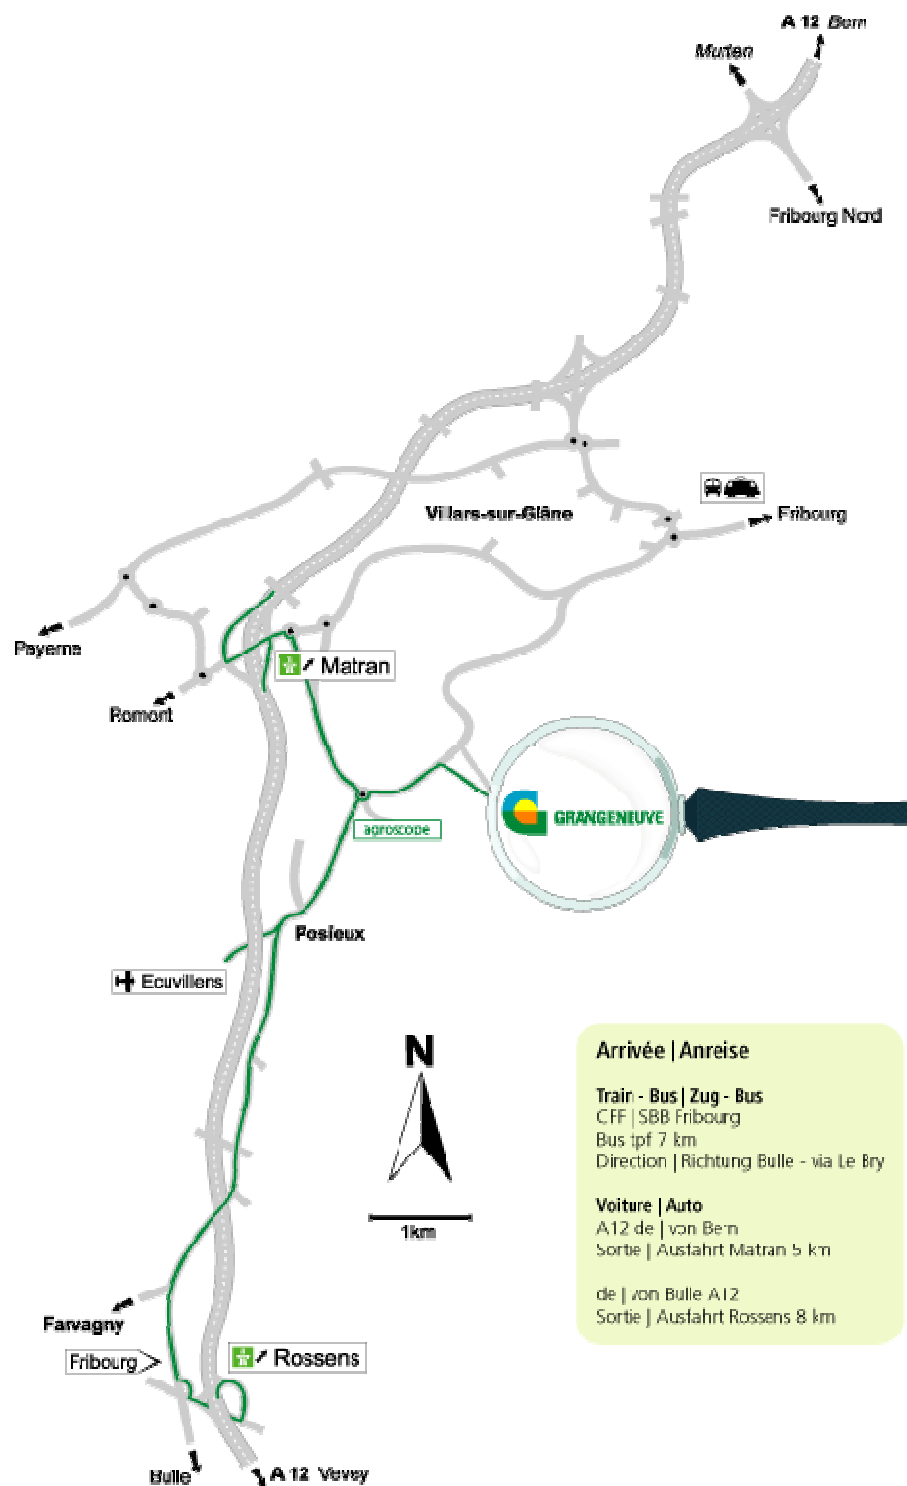 A 12 Bern
Murten
Fribourg Nord
Villars-sur-Glâne
Fribourg
Payerne
Matran
Romont
GRANGENEUVE
agroscope
Posieux
Ecuvillens
N
1km
Arrivée | Anreise
Train - Bus | Zug - Bus
CFF | SBB Fribourg
Bus tpf 7 km
Direction | Richtung Bulle - via Le Bry
Voiture | Auto
A12 de | von Bern
Sortie | Ausfahrt Matran 5 km
de | von Bulle A12
Sortie | Ausfahrt Rossens 8 km
Farvagny
Fribourg
Rossens
Bulle
A 12 Vevey